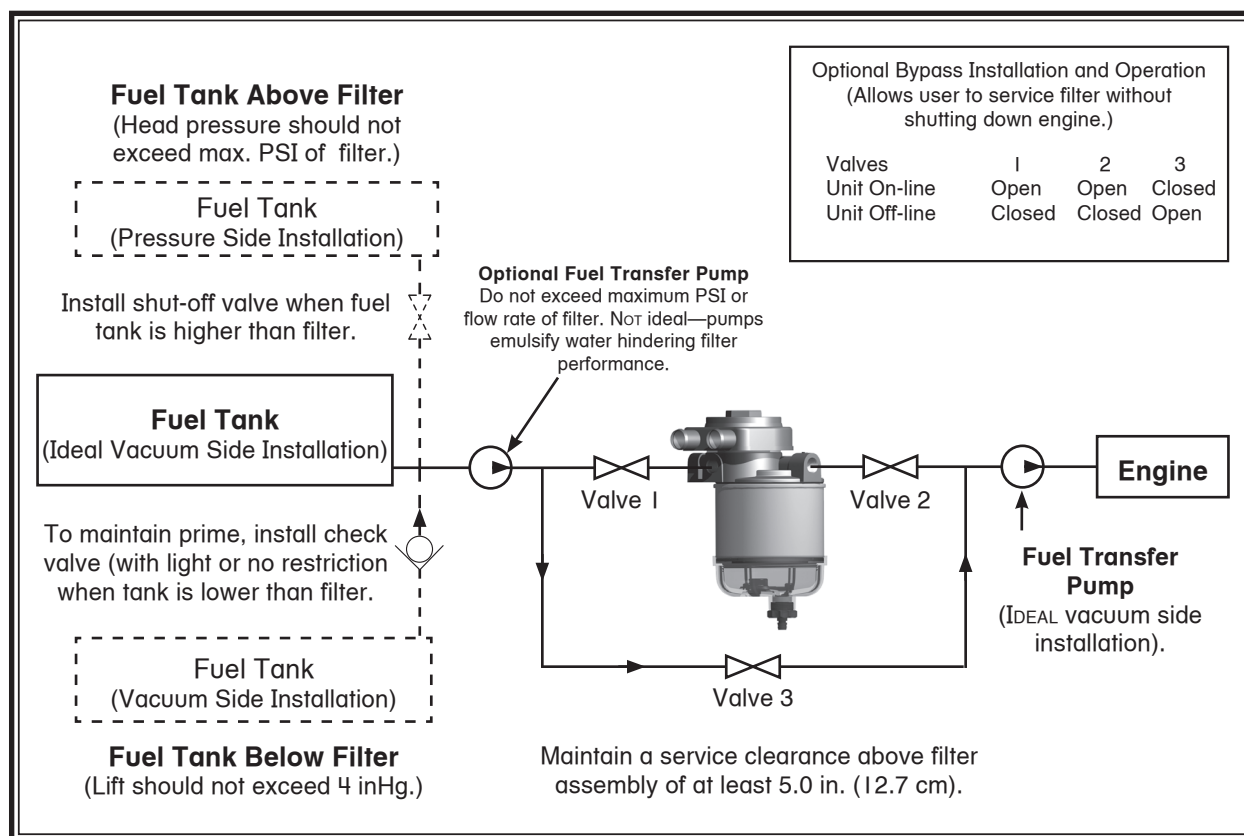 Fuel Tank Above Filter
(Head pressure should not
exceed max. PSI of filter.)
Fuel Tank
(Pressure Side Installation)
Install shut-off valve when fuel
tank is higher than filter.
Fuel Tank
(Ideal Vacuum Side Installation)
To maintain prime, install check
valve (with light or no restriction
when tank is lower than filter.
Fuel Tank
(Vacuum Side Installation)
Fuel Tank Below Filter
(Lift should not exceed 4 inHg.)
Optional Fuel Transfer Pump
Do not exceed maximum PSI or
flow rate of filter. NOT ideal—pumps
emulsify water hindering filter
performance.
Optional Bypass Installation and Operation
(Allows user to service filter without
shutting down engine.)
Valves 1 2 3
Unit On-line Open Open Closed
Unit Off-line Closed Closed Open
Valve 1
Valve 2
Valve 3
Engine
Fuel Transfer
Pump
(IDEAL vacuum side
installation).
Maintain a service clearance above filter
assembly of at least 5.0 in. (12.7 cm).